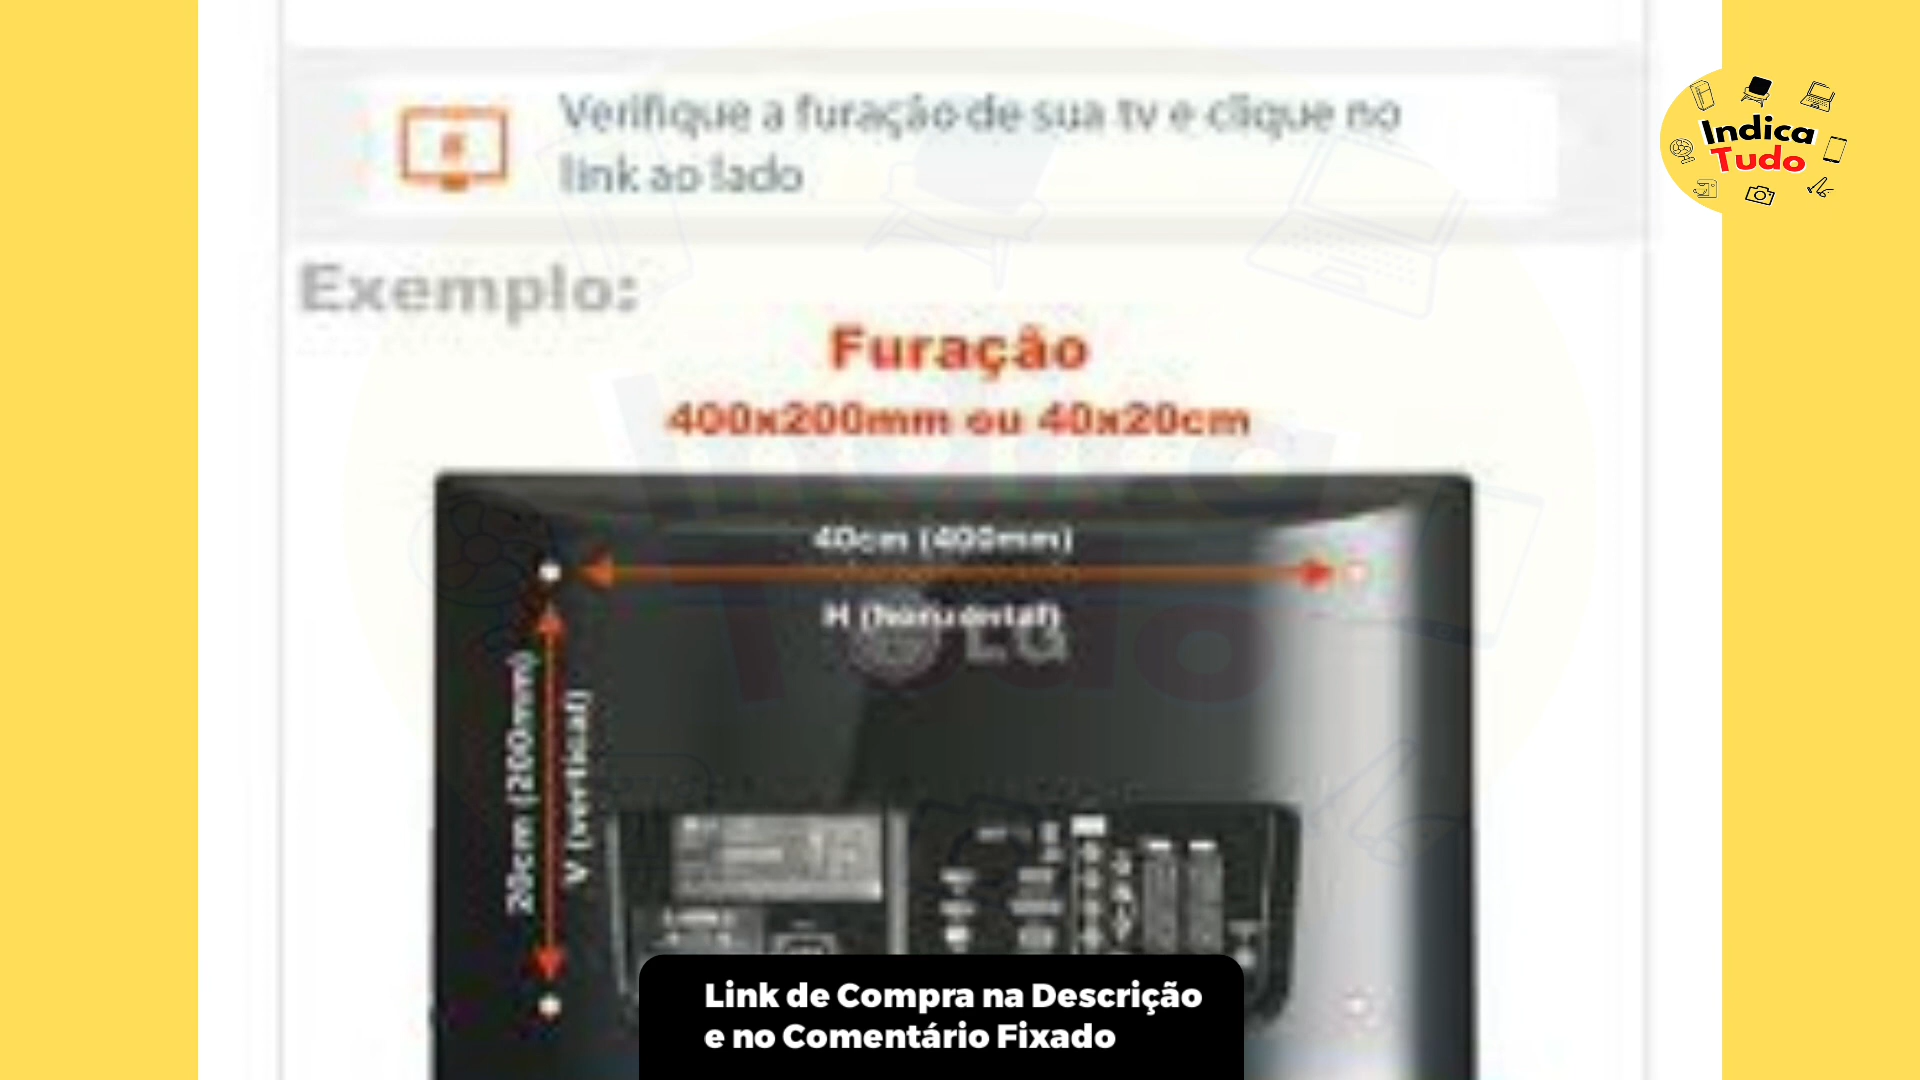 Verifique a furação de sua tv e clique no
link ao lado
Indica
Tudo
Exemplo:
Furação
400x200mm ou 40x20cm
40cm (400mm)
H (horizontal)
LG
20cm (200mm)
V (vertical)
Link de Compra na Descrição
e no Comentário Fixado